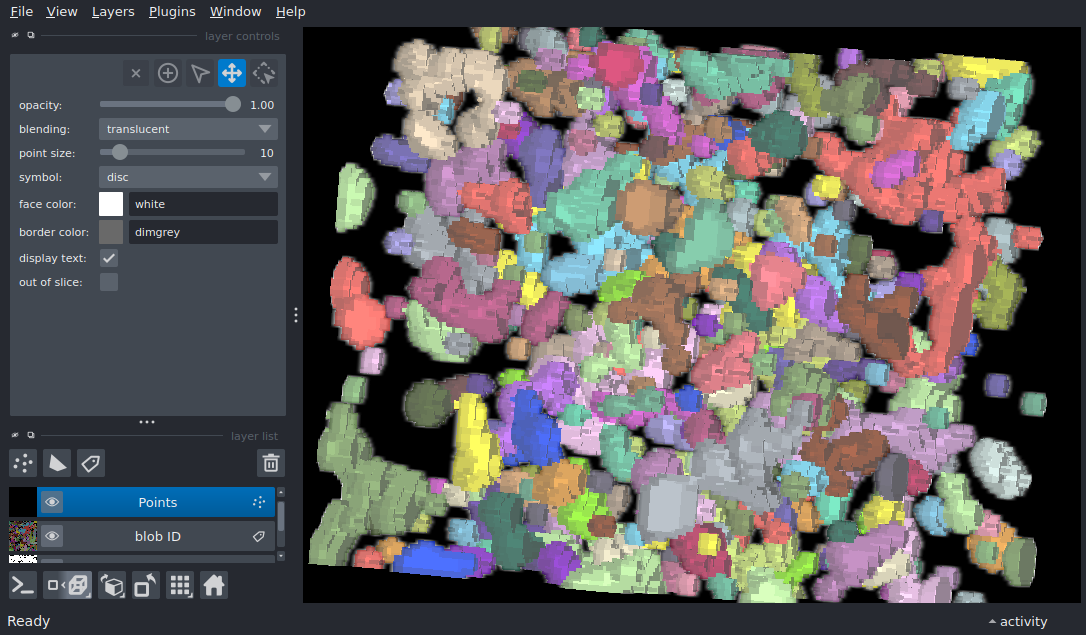 File View Layers Plugins Window Help
layer controls
opacity: 1.00
blending: translucent
point size: 10
symbol: disc
face color: white
border color: dimgrey
display text:
out of slice:
layer list
Points
blob ID
Ready
activity